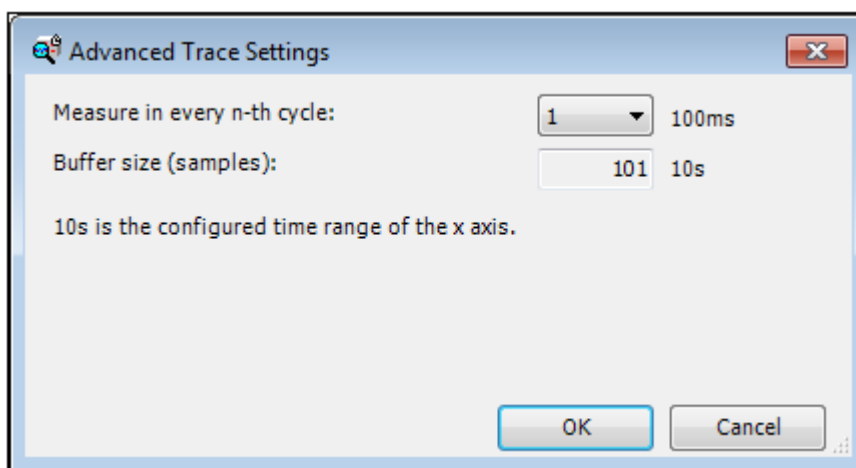 Advanced Trace Settings
Measure in every n-th cycle: 1 100ms
Buffer size (samples): 101 10s
10s is the configured time range of the x axis.
OK Cancel